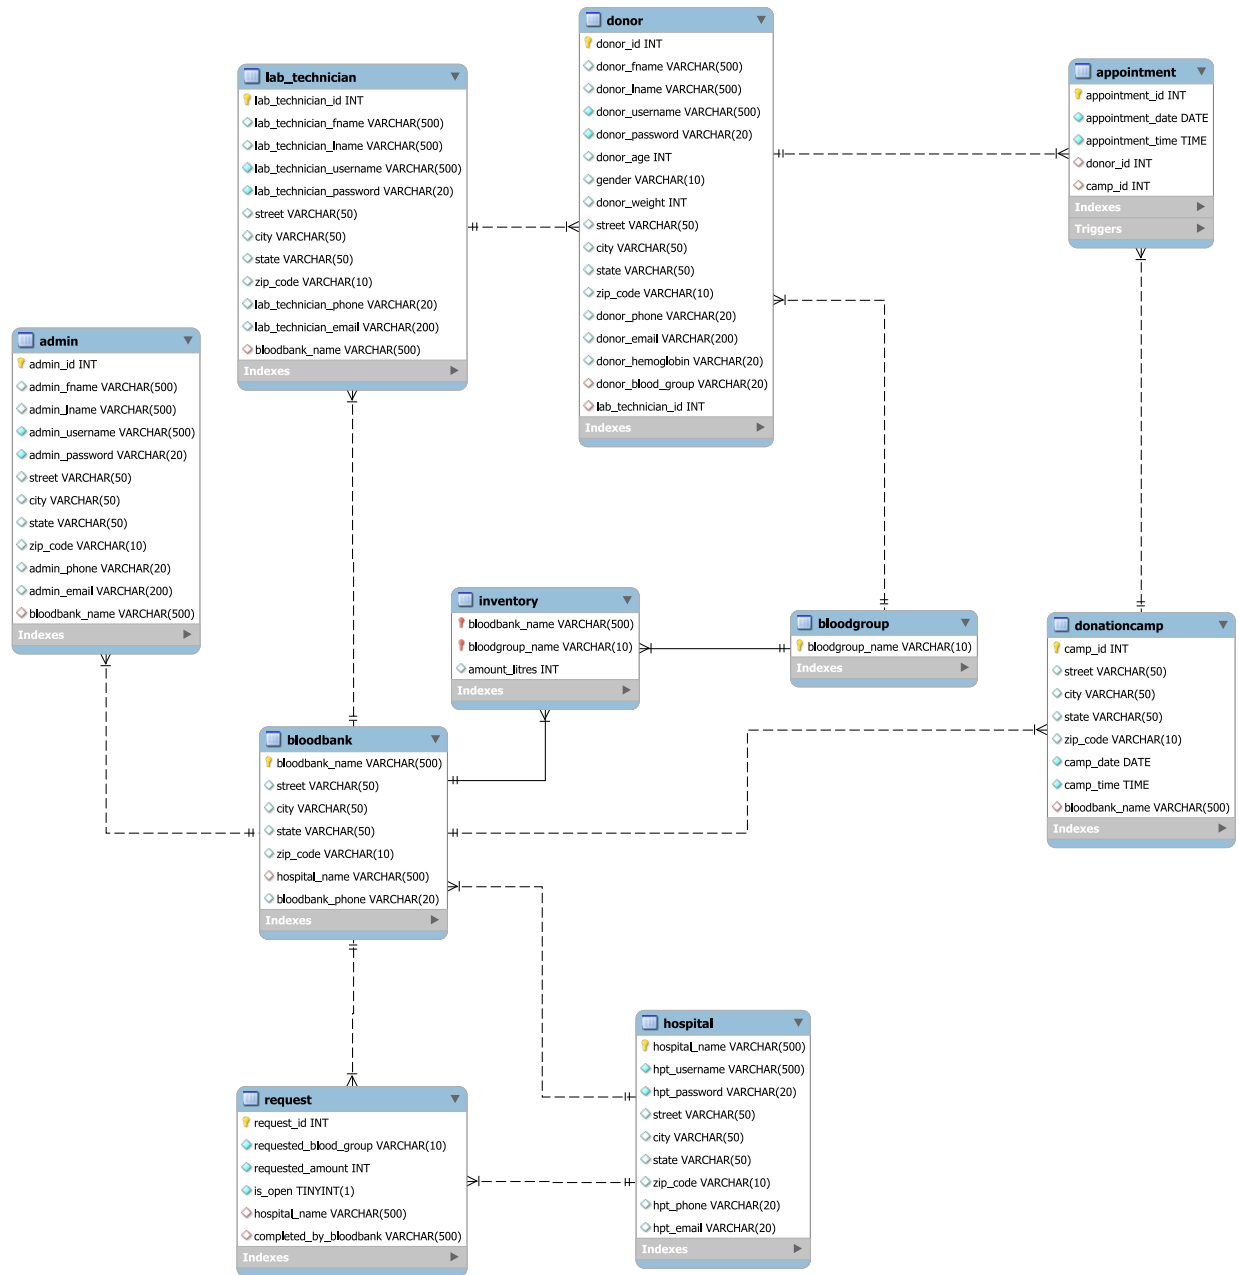 donor
donor_id INT
donor_fname VARCHAR(500)
donor_lname VARCHAR(500)
donor_username VARCHAR(500)
donor_password VARCHAR(20)
donor_age INT
gender VARCHAR(10)
donor_weight INT
street VARCHAR(50)
city VARCHAR(50)
state VARCHAR(50)
zip_code VARCHAR(10)
donor_phone VARCHAR(20)
donor_email VARCHAR(200)
donor_hemoglobin VARCHAR(20)
donor_blood_group VARCHAR(20)
lab_technician_id INT
Indexes
lab_technician
lab_technician_id INT
lab_technician_fname VARCHAR(500)
lab_technician_lname VARCHAR(500)
lab_technician_username VARCHAR(500)
lab_technician_password VARCHAR(20)
street VARCHAR(50)
city VARCHAR(50)
state VARCHAR(50)
zip_code VARCHAR(10)
lab_technician_phone VARCHAR(20)
lab_technician_email VARCHAR(200)
bloodbank_name VARCHAR(500)
Indexes
appointment
appointment_id INT
appointment_date DATE
appointment_time TIME
donor_id INT
camp_id INT
Indexes
Triggers
admin
admin_id INT
admin_fname VARCHAR(500)
admin_lname VARCHAR(500)
admin_username VARCHAR(500)
admin_password VARCHAR(20)
street VARCHAR(50)
city VARCHAR(50)
state VARCHAR(50)
zip_code VARCHAR(10)
admin_phone VARCHAR(20)
admin_email VARCHAR(200)
bloodbank_name VARCHAR(500)
Indexes
inventory
bloodbank_name VARCHAR(500)
bloodgroup_name VARCHAR(10)
amount_litres INT
Indexes
bloodgroup
bloodgroup_name VARCHAR(10)
Indexes
donationcamp
camp_id INT
street VARCHAR(50)
city VARCHAR(50)
state VARCHAR(50)
zip_code VARCHAR(10)
camp_date DATE
camp_time TIME
bloodbank_name VARCHAR(500)
Indexes
bloodbank
bloodbank_name VARCHAR(500)
street VARCHAR(50)
city VARCHAR(50)
state VARCHAR(50)
zip_code VARCHAR(10)
hospital_name VARCHAR(500)
bloodbank_phone VARCHAR(20)
Indexes
hospital
hospital_name VARCHAR(500)
hpt_username VARCHAR(500)
hpt_password VARCHAR(20)
street VARCHAR(50)
city VARCHAR(50)
state VARCHAR(50)
zip_code VARCHAR(10)
hpt_phone VARCHAR(20)
hpt_email VARCHAR(20)
Indexes
request
request_id INT
requested_blood_group VARCHAR(10)
requested_amount INT
is_open TINYINT(1)
hospital_name VARCHAR(500)
completed_by_bloodbank VARCHAR(500)
Indexes